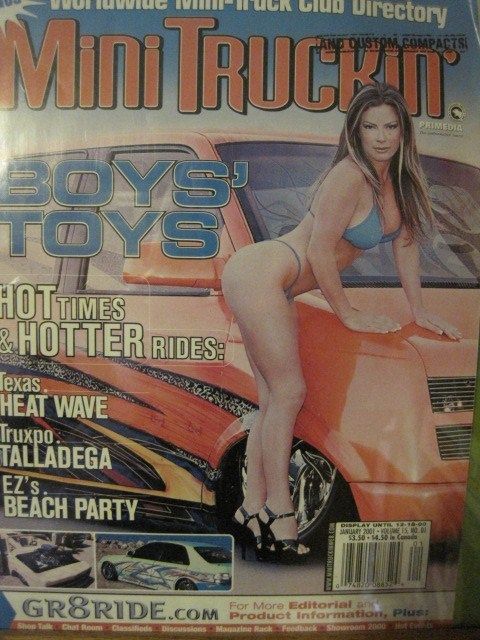 Worldwide Mini-Truck Club Directory
MINI TRUCKIN'
AND CUSTOM COMPACTS
PRIMEDIA
BOYS'
TOYS
HOT TIMES
& HOTTER RIDES:
Texas
HEAT WAVE
Truxpo
TALLADEGA
EZ's
BEACH PARTY
DISPLAY UNTIL 12-19-00
JANUARY 2001 • VOLUME 15, NO. 01
$3.50 • $4.50 in Canada
GR8RIDE.COM
For More Editorial and
Product Information, Plus:
Shop Talk Chat Room Classifieds Discussions Magazine Rack Feedback Showroom 2000 Hot Events